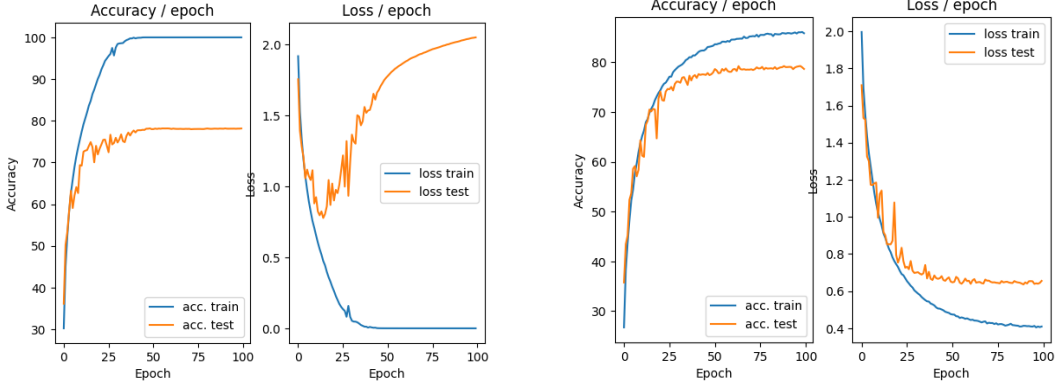 Accuracy / epoch
100
90
80
70
60
50
40
30
Accuracy
0
25
50
75
100
Epoch
acc. train
acc. test
Loss / epoch
2.0
1.5
1.0
0.5
0.0
Loss
0
25
50
75
100
Epoch
loss train
loss test
Accuracy / epoch
80
70
60
50
40
30
Accuracy
0
25
50
75
100
Epoch
acc. train
acc. test
Loss / epoch
2.0
1.8
1.6
1.4
1.2
1.0
0.8
0.6
0.4
Loss
0
25
50
75
100
Epoch
loss train
loss test